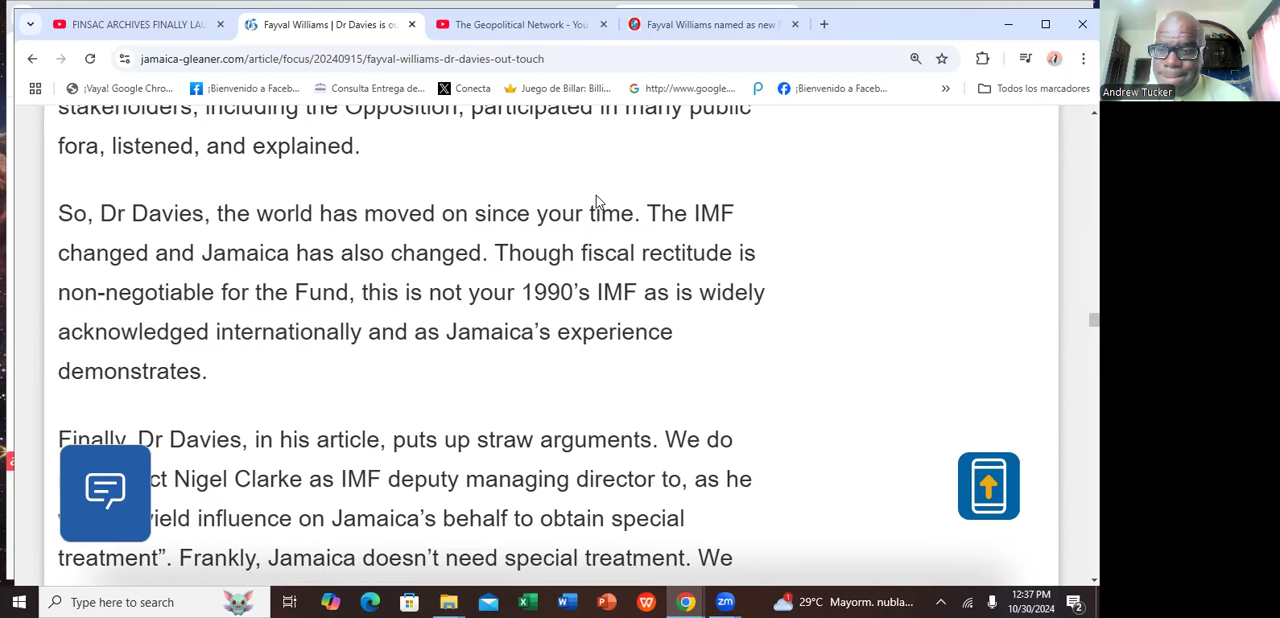 FINSAC ARCHIVES FINALLY LAU
Fayval Williams | Dr Davies is ou
The Geopolitical Network - You
Fayval Williams named as new f
jamaica-gleaner.com/article/focus/20240915/fayval-williams-dr-davies-out-touch
¡Vaya! Google Chro...
¡Bienvenido a Faceb...
Consulta Entrega de...
Conecta
Juego de Billar: Billi...
http://www.google....
¡Bienvenido a Faceb...
Todos los marcadores
Andrew Tucker
stakeholders, including the Opposition, participated in many public
fora, listened, and explained.
So, Dr Davies, the world has moved on since your time. The IMF
changed and Jamaica has also changed. Though fiscal rectitude is
non-negotiable for the Fund, this is not your 1990's IMF as is widely
acknowledged internationally and as Jamaica's experience
demonstrates.
Finally, Dr Davies, in his article, puts up straw arguments. We do
ct Nigel Clarke as IMF deputy managing director to, as he
ield influence on Jamaica's behalf to obtain special
treatment”. Frankly, Jamaica doesn't need special treatment. We
Type here to search
29°C Mayorm. nubla...
12:37 PM
10/30/2024
2